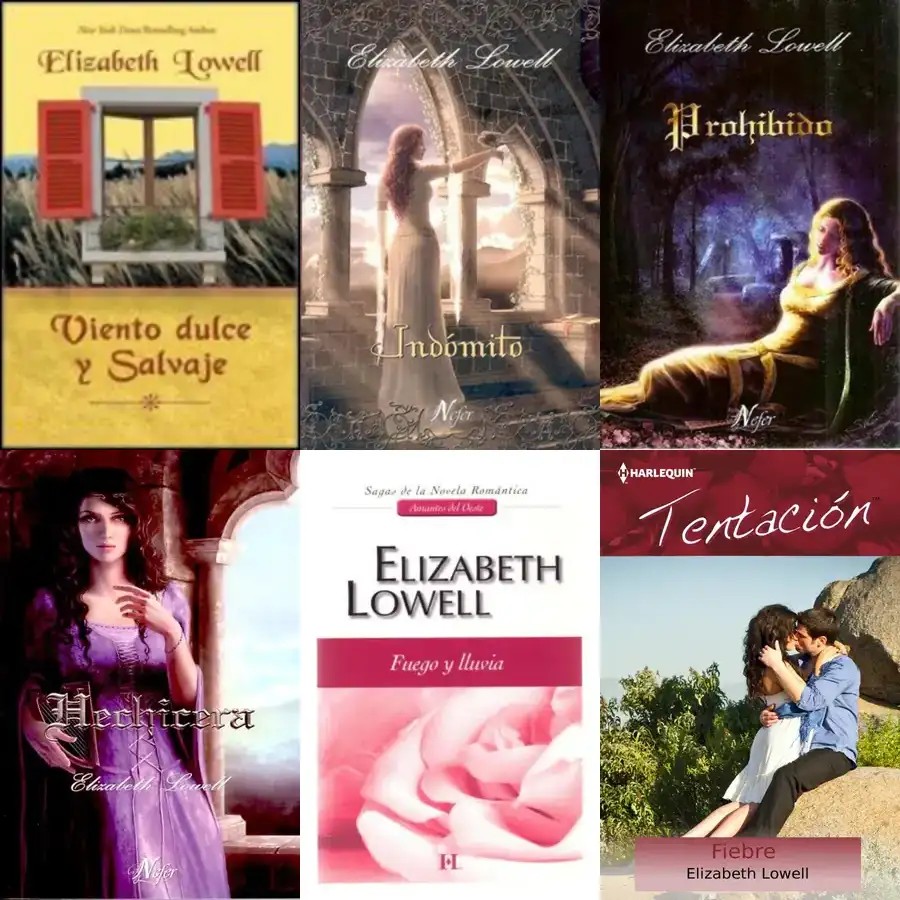 New York Times Bestselling Author
Elizabeth Lowell
Viento dulce
y Salvaje
Elizabeth Lowell
Indómito
Nefer
Elizabeth Lowell
Prohibido
Nefer
Hechicera
Elizabeth Lowell
Nefer
Sagas de la Novela Romántica
Amantes del Oeste
ELIZABETH
LOWELL
Fuego y lluvia
HL
HARLEQUIN™
Tentación
Fiebre
Elizabeth Lowell